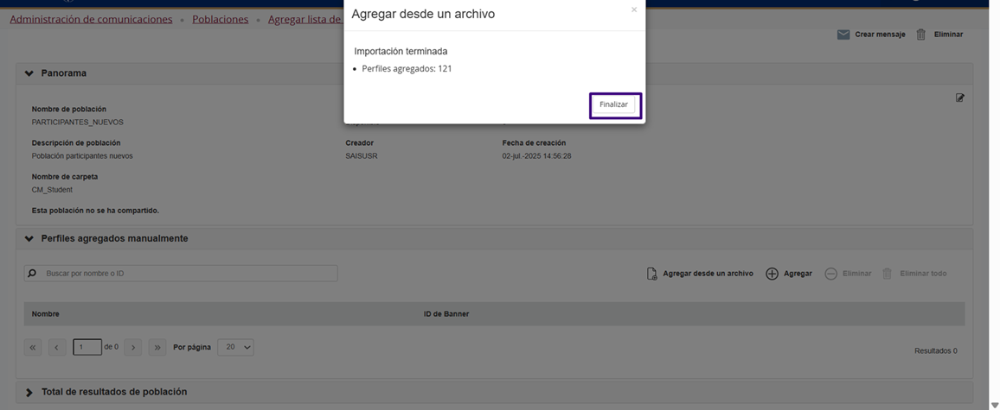 Administración de comunicaciones • Poblaciones • Agregar lista de
Agregar desde un archivo ×
Crear mensaje Eliminar
Importación terminada
• Perfiles agregados: 121
Finalizar
Panorama
Nombre de población
PARTICIPANTES_NUEVOS
Descripción de población Creador Fecha de creación
Población participantes nuevos SAISUSR 02-jul.-2025 14:56:28
Nombre de carpeta
CM_Student
Esta población no se ha compartido.
Perfiles agregados manualmente
Buscar por nombre o ID Agregar desde un archivo Agregar Eliminar Eliminar todo
Nombre ID de Banner
« ‹ 1 de 0 › » Por página 20
Resultados 0
Total de resultados de población